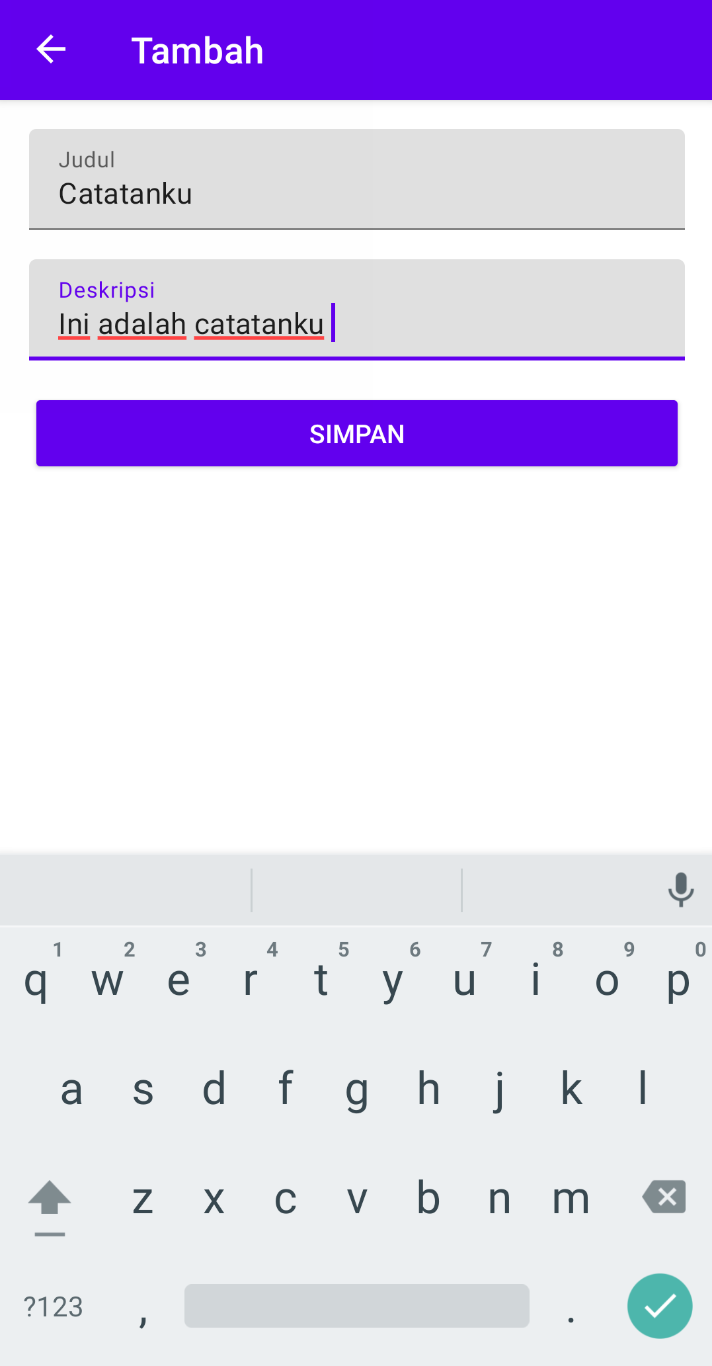 Tambah
Judul
Catatanku
Deskripsi
Ini adalah catatanku
SIMPAN
1 2 3 4 5 6 7 8 9 0
q w e r t y u i o p
a s d f g h j k l
z x c v b n m
?123 , .